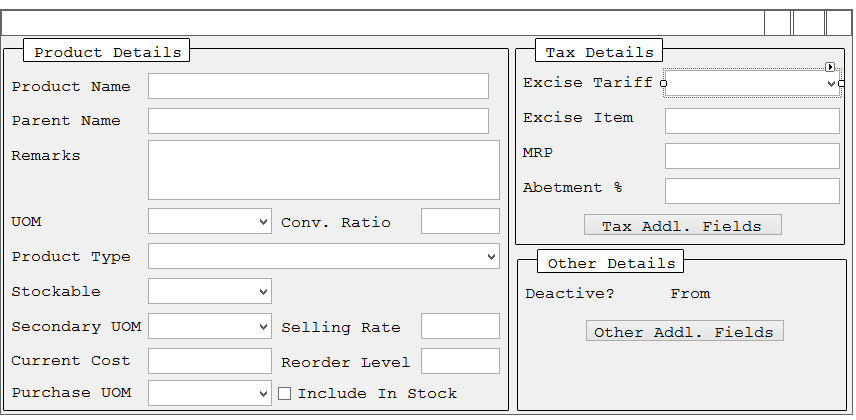 Product Details
Product Name
Parent Name
Remarks
UOM
Conv. Ratio
Product Type
Stockable
Secondary UOM
Selling Rate
Current Cost
Reorder Level
Purchase UOM
Include In Stock
Tax Details
Excise Tariff
Excise Item
MRP
Abetment %
Tax Addl. Fields
Other Details
Deactive?
From
Other Addl. Fields